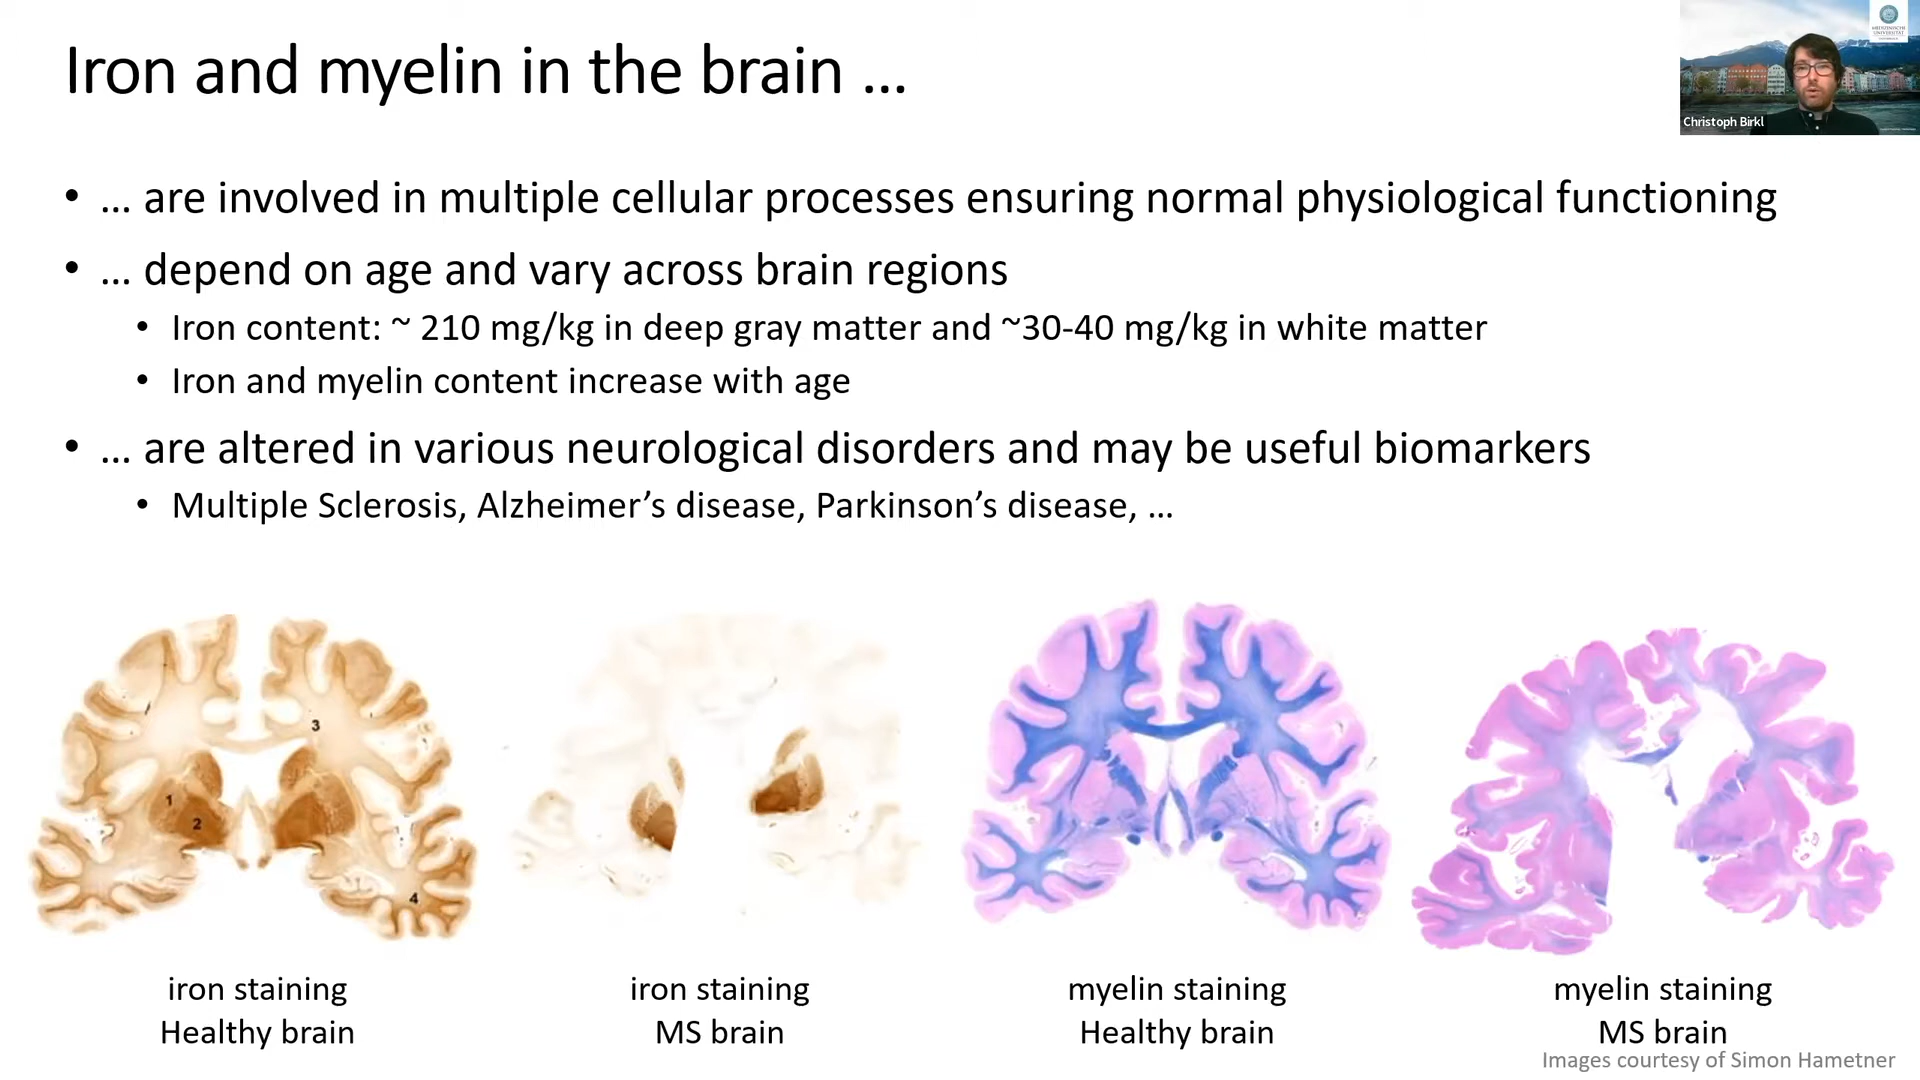 Iron and myelin in the brain …
Christoph Birkl
• … are involved in multiple cellular processes ensuring normal physiological functioning
• … depend on age and vary across brain regions
• Iron content: ~ 210 mg/kg in deep gray matter and ~30-40 mg/kg in white matter
• Iron and myelin content increase with age
• … are altered in various neurological disorders and may be useful biomarkers
• Multiple Sclerosis, Alzheimer’s disease, Parkinson’s disease, …
3
1
2
4
iron staining
Healthy brain
iron staining
MS brain
myelin staining
Healthy brain
myelin staining
MS brain
Images courtesy of Simon Hametner